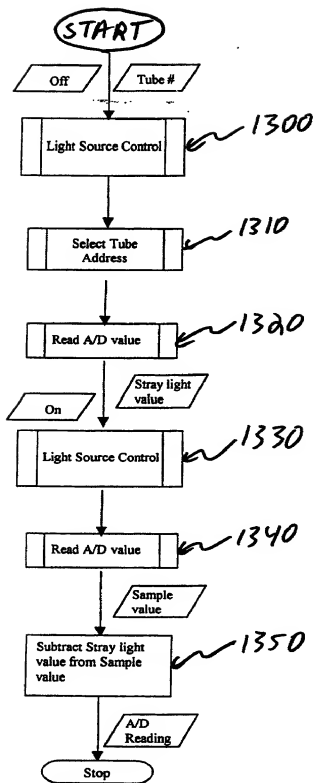 START
Off
Tube #
Light Source Control
1300
Select Tube
Address
1310
Read A/D value
1320
Stray light
value
On
Light Source Control
1330
Read A/D value
1340
Sample
value
Subtract Stray light
value from Sample
value
1350
A/D
Reading
Stop